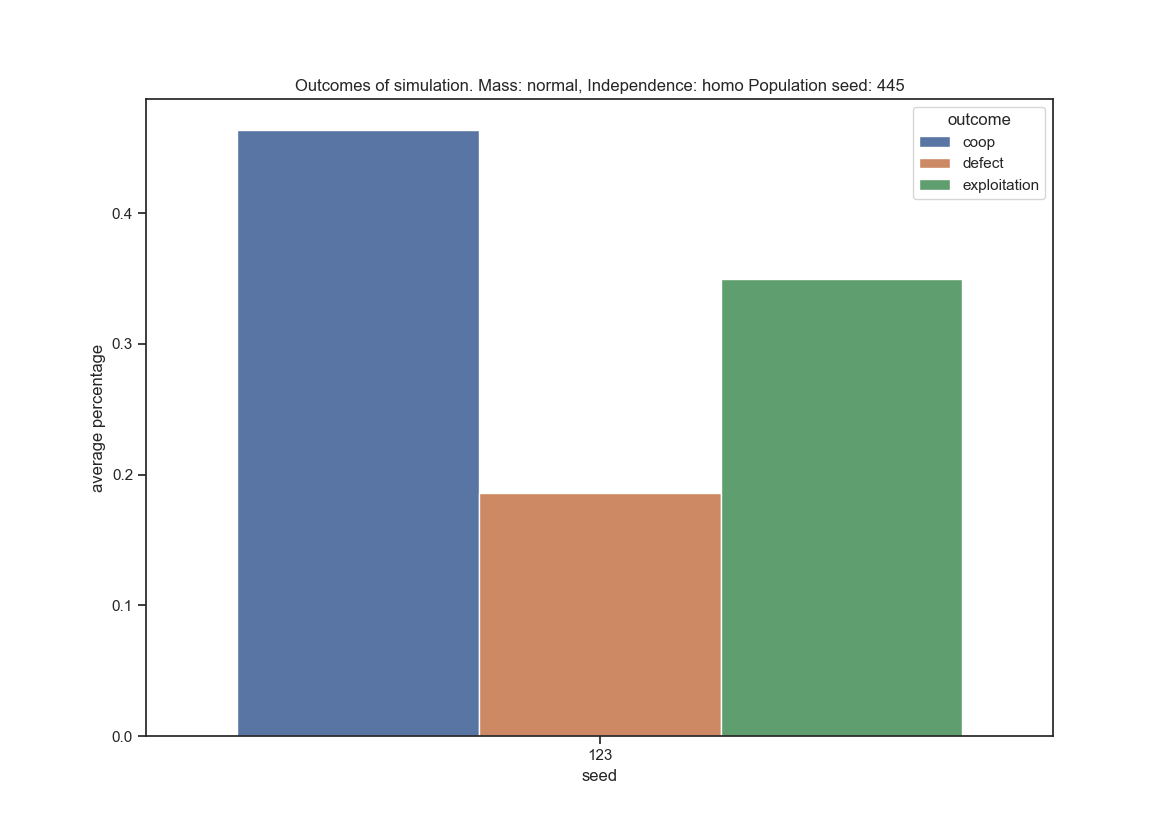 Outcomes of simulation. Mass: normal, Independence: homo Population seed: 445
outcome
coop
defect
exploitation
0.4
0.3
0.2
0.1
0.0
average percentage
123
seed